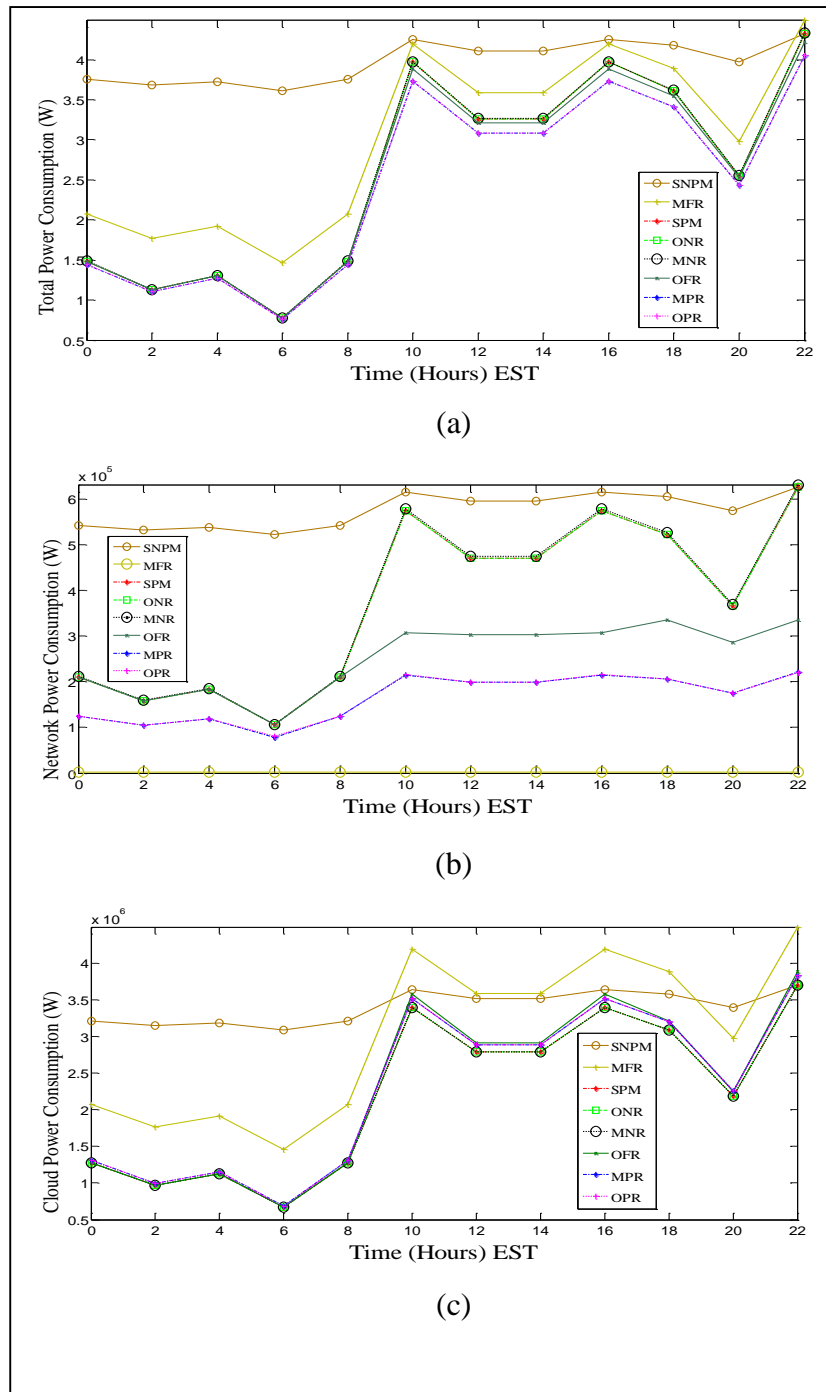 4
3.5
3
2.5
2
1.5
1
0.5
Total Power Consumption (W)
SNPM
MFR
SPM
ONR
MNR
OFR
MPR
OPR
0 2 4 6 8 10 12 14 16 18 20 22
Time (Hours) EST
(a)
x 10^5
6
5
4
3
2
1
0
Network Power Consumption (W)
SNPM
MFR
SPM
ONR
MNR
OFR
MPR
OPR
0 2 4 6 8 10 12 14 16 18 20 22
Time (Hours) EST
(b)
x 10^6
4
3.5
3
2.5
2
1.5
1
0.5
Cloud Power Consumption (W)
SNPM
MFR
SPM
ONR
MNR
OFR
MPR
OPR
0 2 4 6 8 10 12 14 16 18 20 22
Time (Hours) EST
(c)